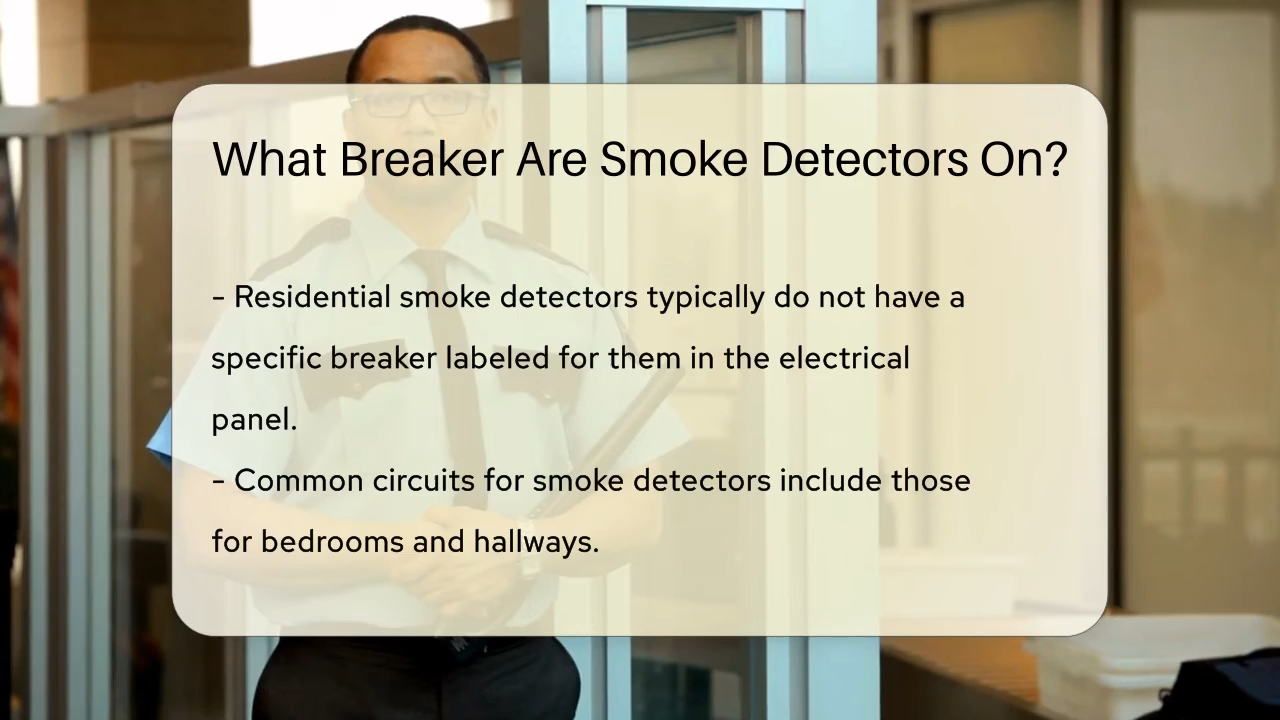 What Breaker Are Smoke Detectors On?
- Residential smoke detectors typically do not have a
specific breaker labeled for them in the electrical
panel.
- Common circuits for smoke detectors include those
for bedrooms and hallways.